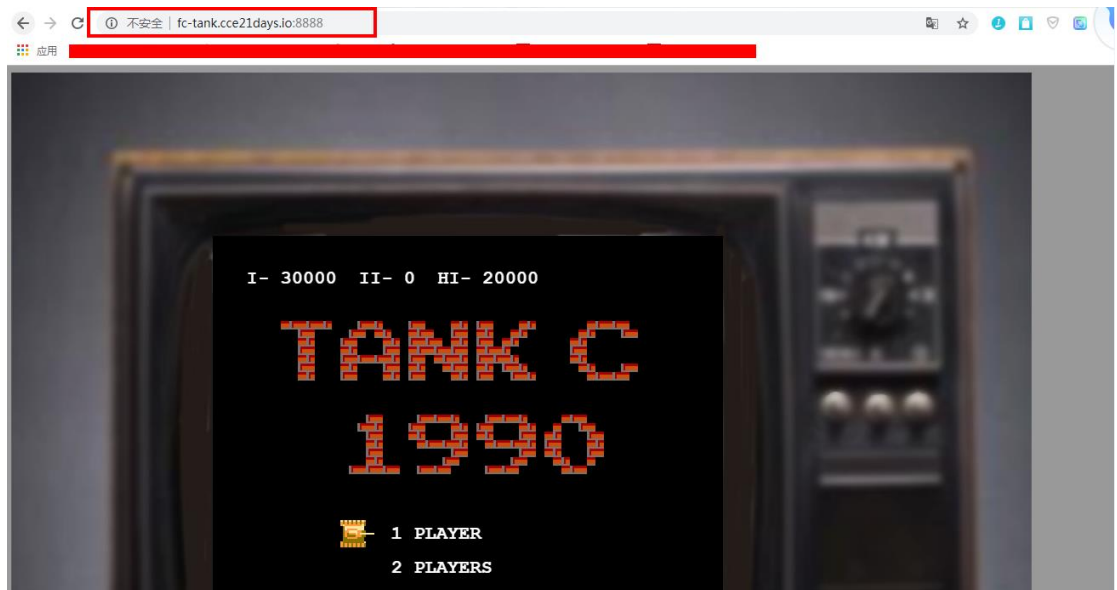 不安全 | fc-tank.cce21days.io:8888
应用
I- 30000 II- 0 HI- 20000
TANK C
1990
1 PLAYER
2 PLAYERS